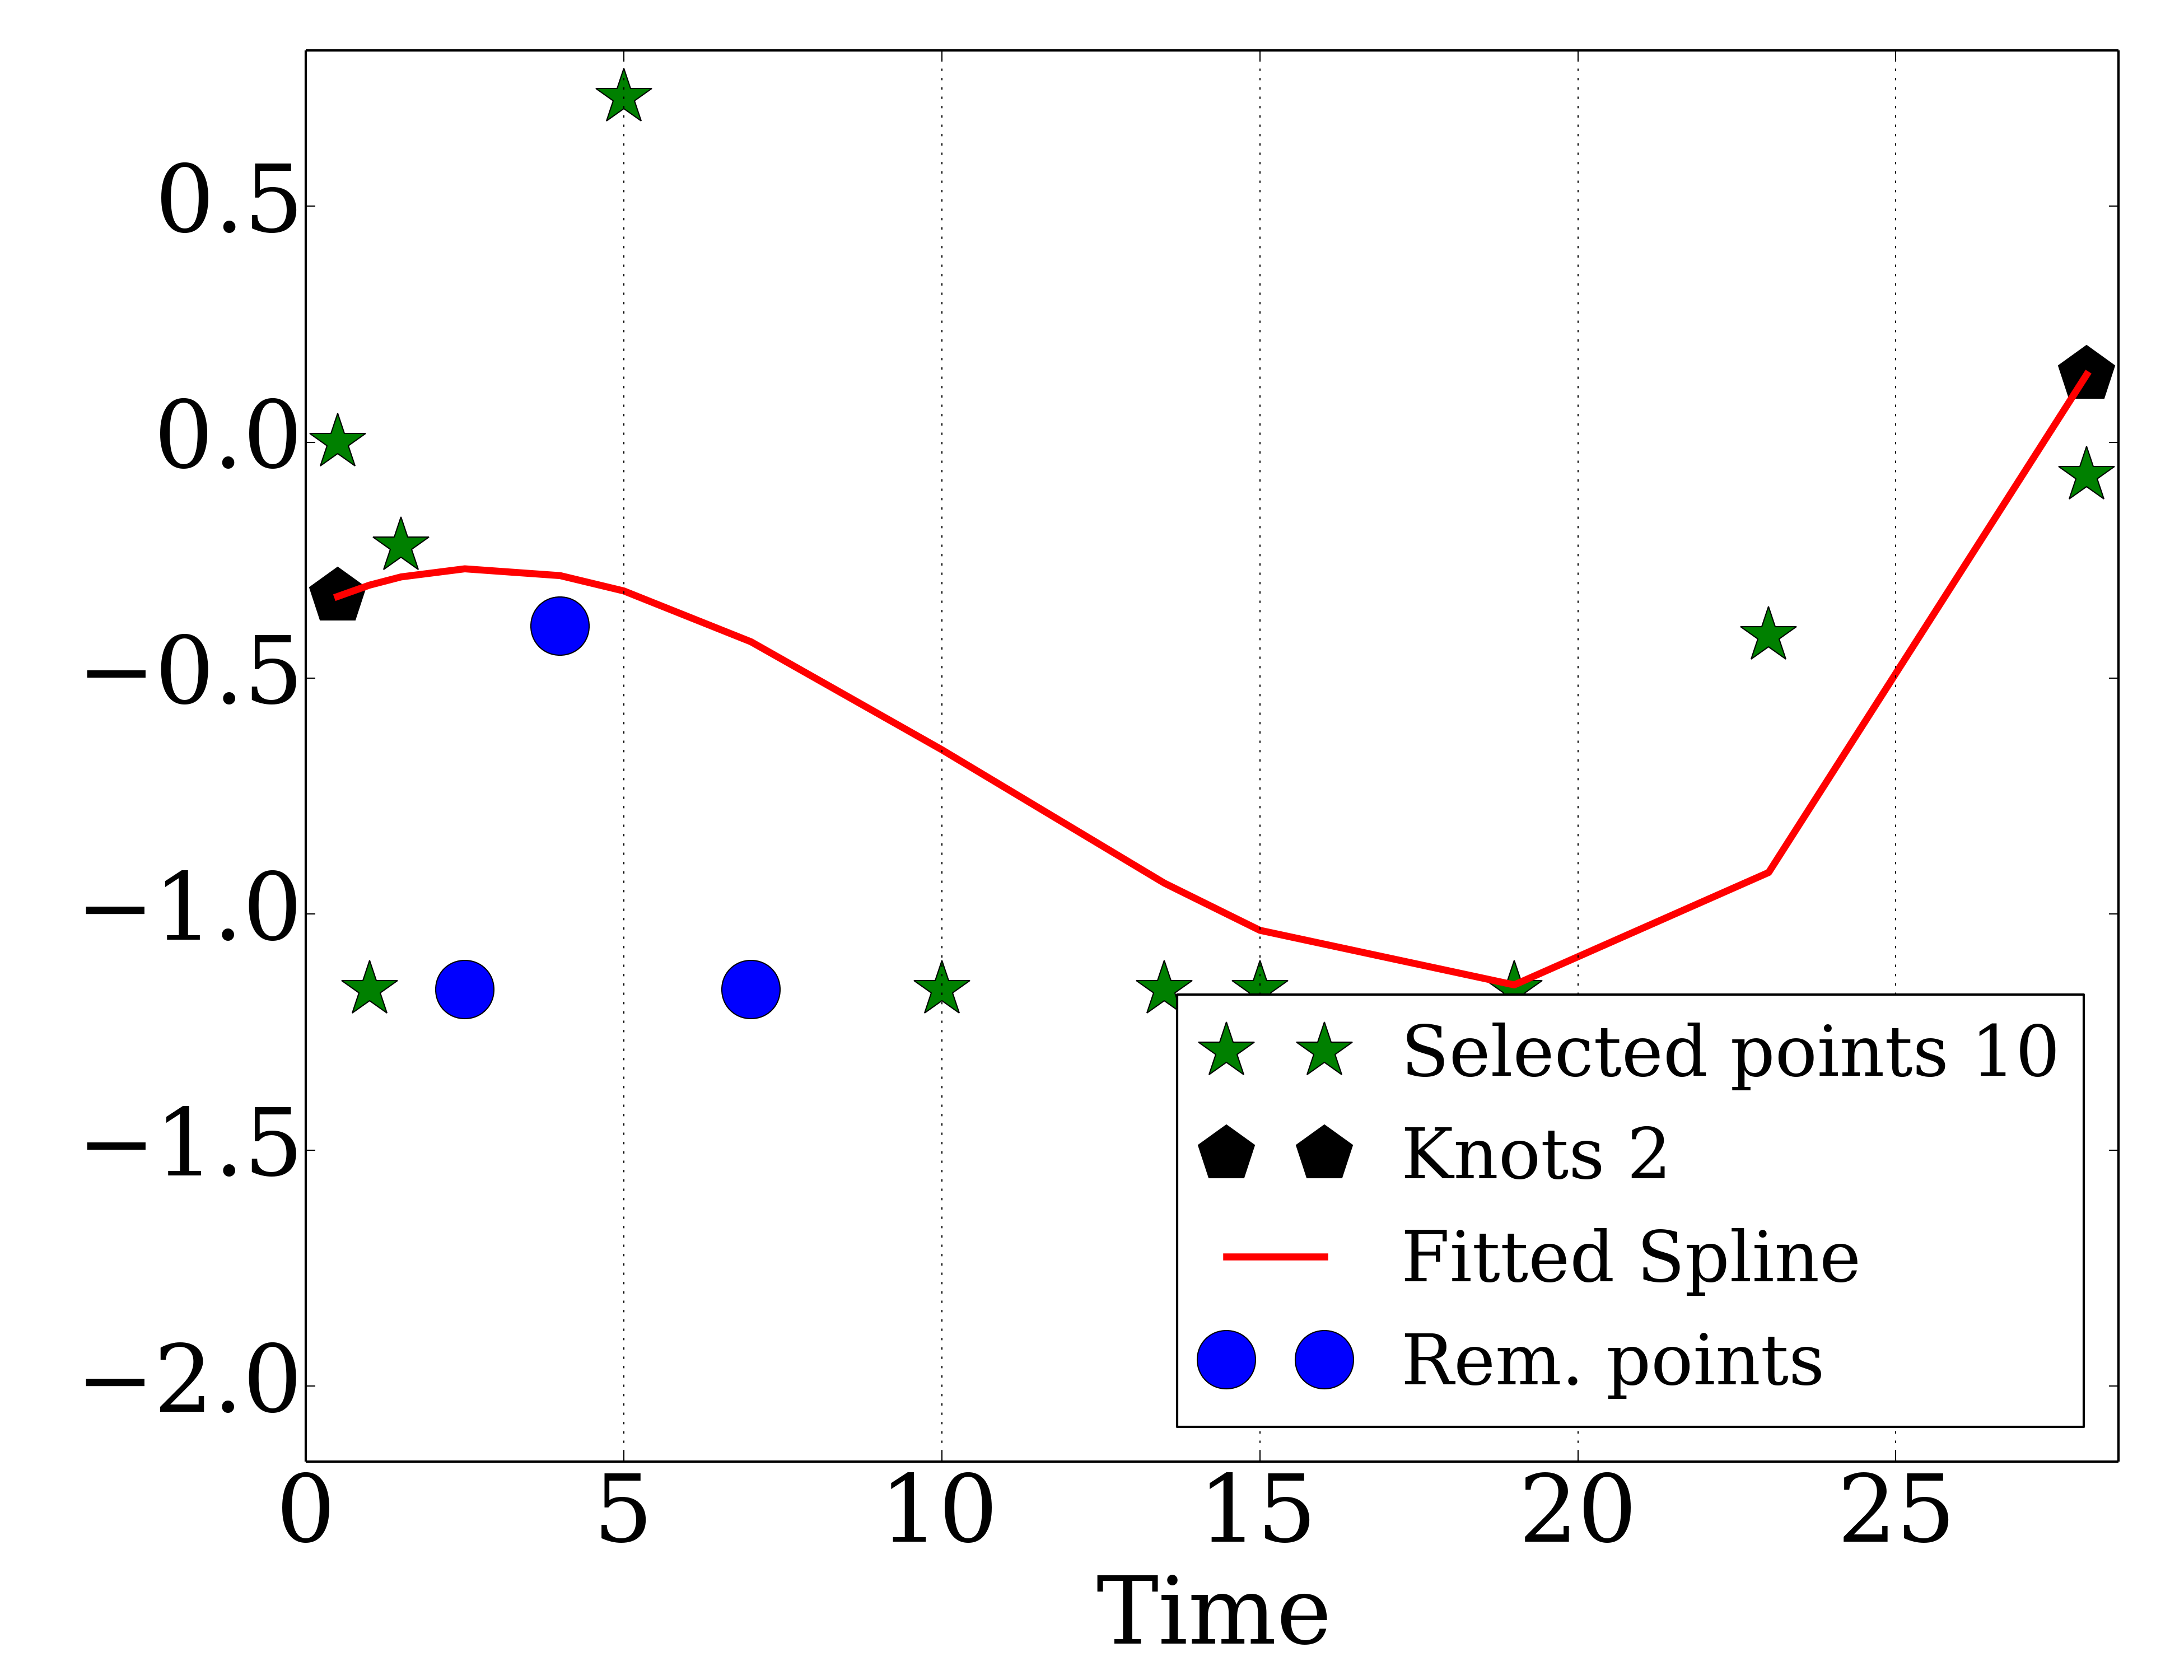 0.5
0.0
−0.5
−1.0
−1.5
−2.0
Selected points 10
Knots 2
Fitted Spline
Rem. points
0 5 10 15 20 25
Time